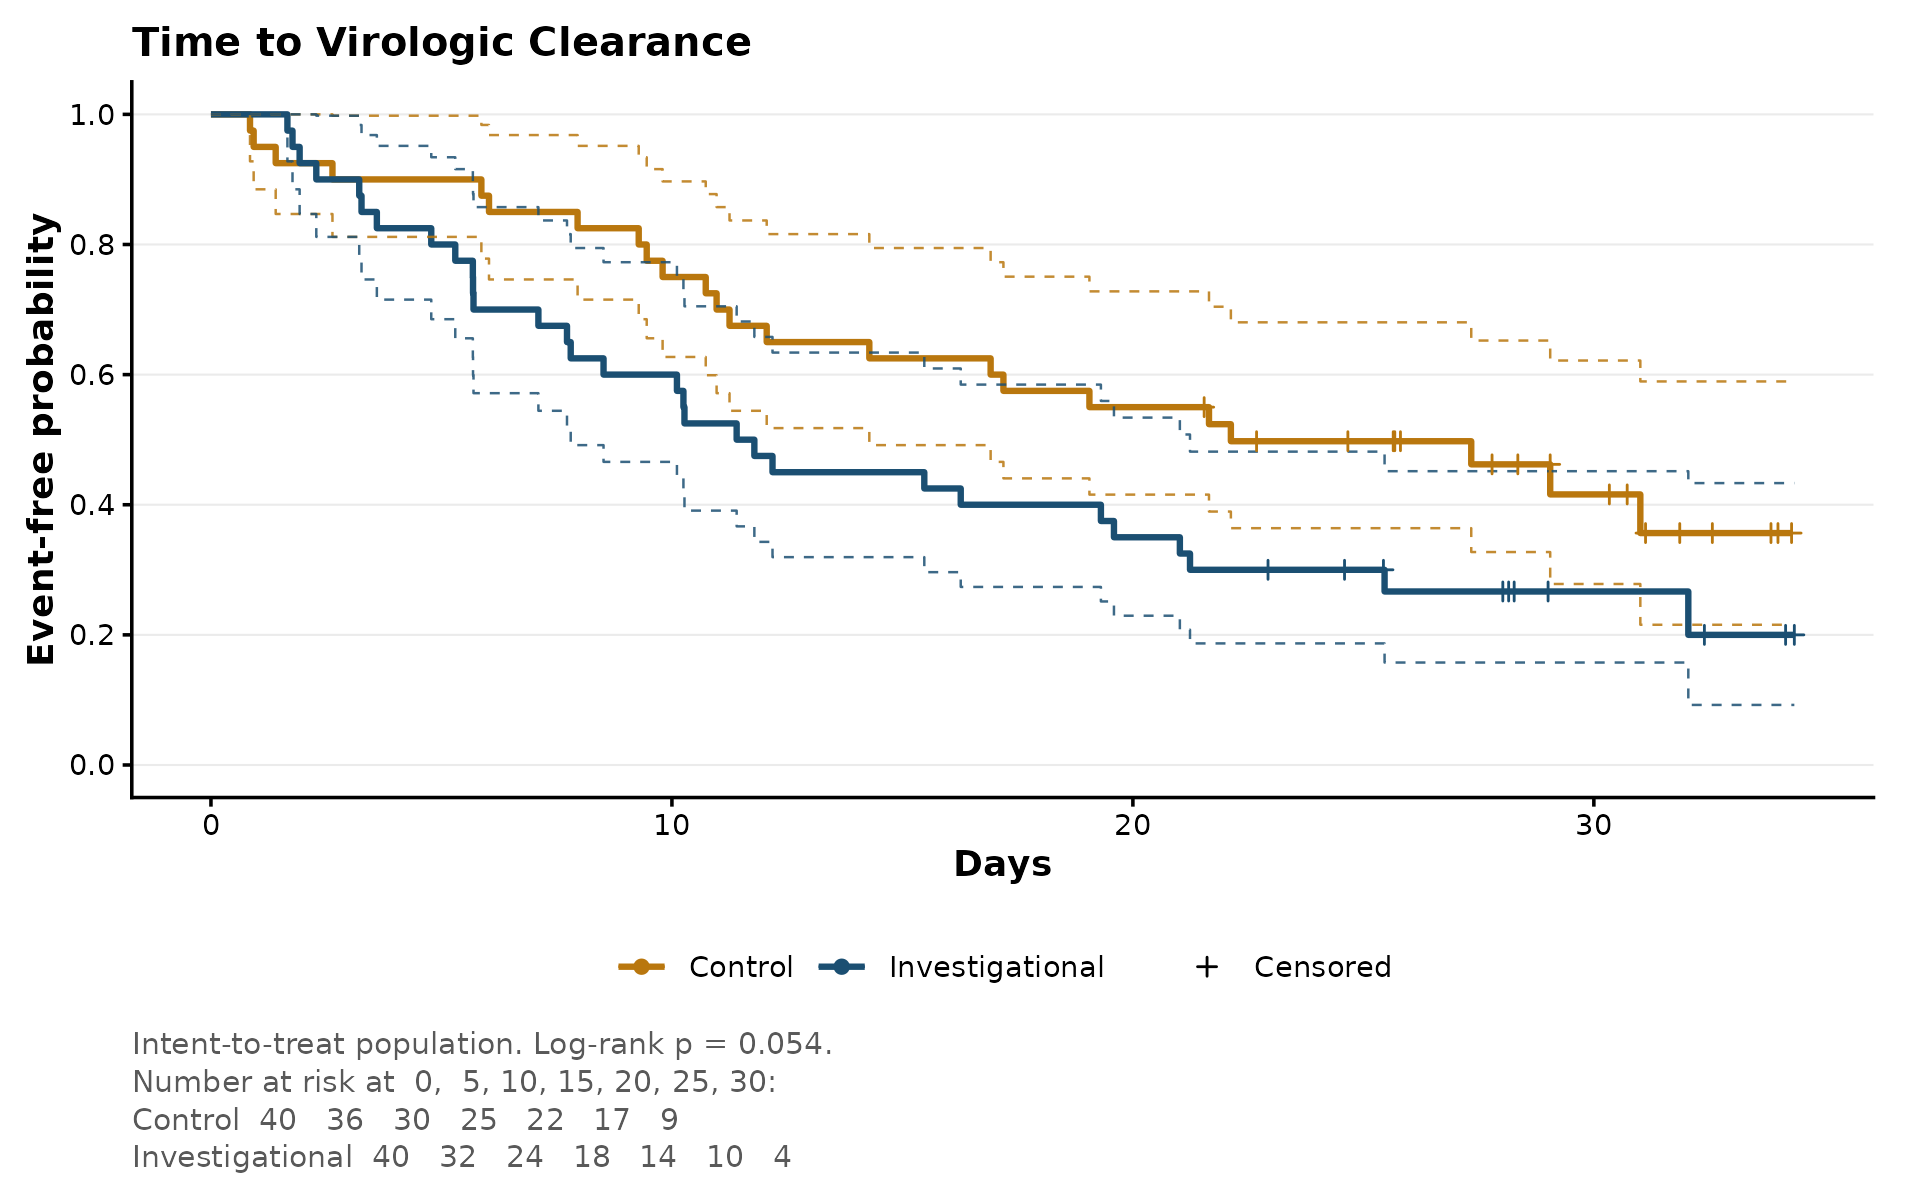 Time to Virologic Clearance
Event-free probability
1.0
0.8
0.6
0.4
0.2
0.0
0 10 20 30
Days
Control Investigational Censored
Intent-to-treat population. Log-rank p = 0.054.
Number at risk at 0, 5, 10, 15, 20, 25, 30:
Control 40 36 30 25 22 17 9
Investigational 40 32 24 18 14 10 4